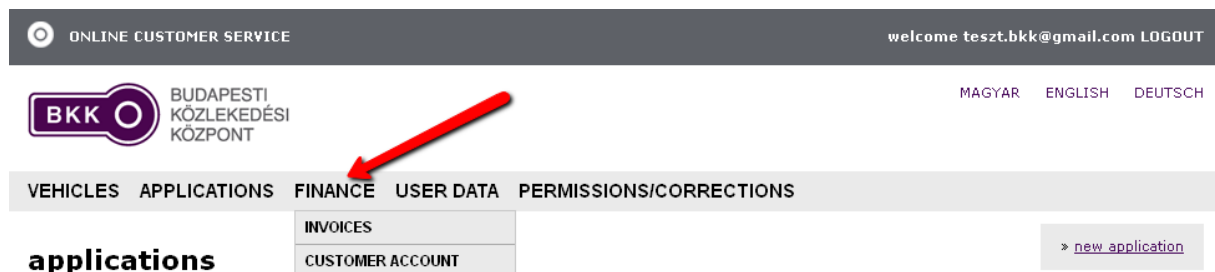 ONLINE CUSTOMER SERVICE welcome teszt.bkk@gmail.com LOGOUT
BKK
BUDAPESTI
KÖZLEKEDÉSI
KÖZPONT
MAGYAR ENGLISH DEUTSCH
VEHICLES APPLICATIONS FINANCE USER DATA PERMISSIONS/CORRECTIONS
INVOICES
CUSTOMER ACCOUNT
applications
» new application